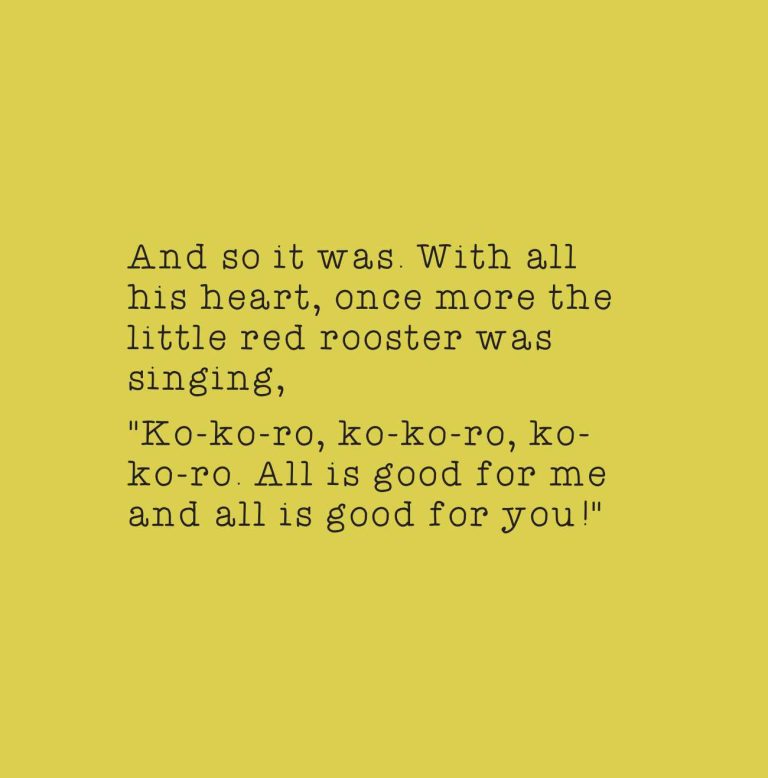 And so it was. With all
his heart, once more the
little red rooster was
singing,
"Ko-ko-ro, ko-ko-ro, ko-
ko-ro. All is good for me
and all is good for you!"